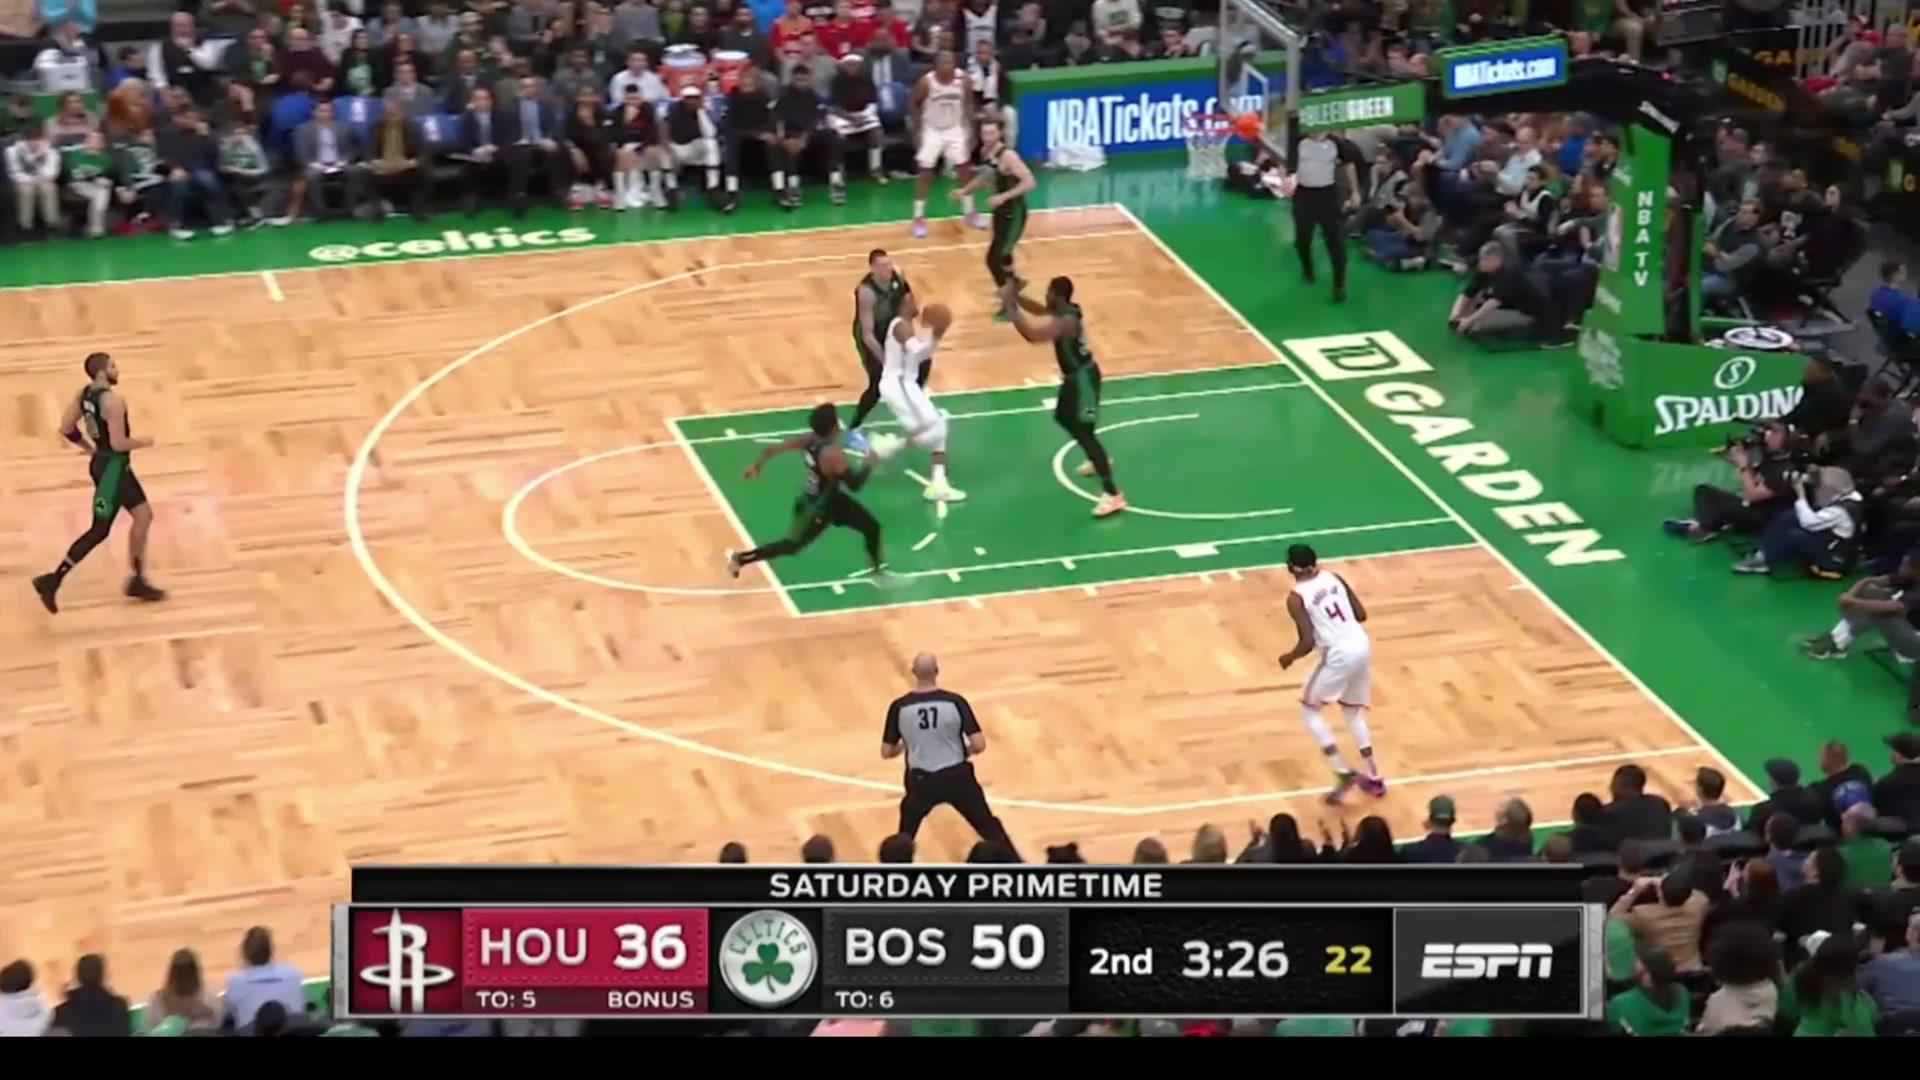 NBATickets.com
NBATickets.com
#BLEEDGREEN
@celtics
NBA TV
TD GARDEN
SPALDING
4
37
SATURDAY PRIMETIME
HOU 36
TO: 5 BONUS
CELTICS
BOS 50
TO: 6
2nd 3:26 22
ESPN